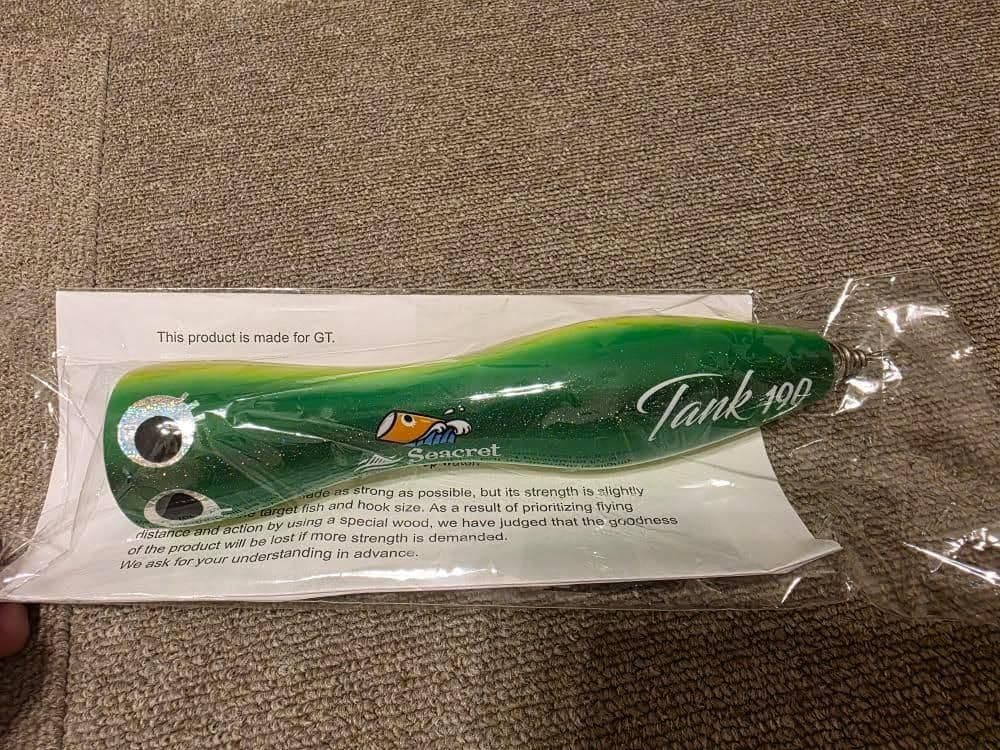 This product is made for GT.
Tank 190
Seacret
as strong as possible, but its strength is slightly
target fish and hook size. As a result of prioritizing flying
distance and action by using a special wood, we have judged that the goodness
of the product will be lost if more strength is demanded.
We ask for your understanding in advance.